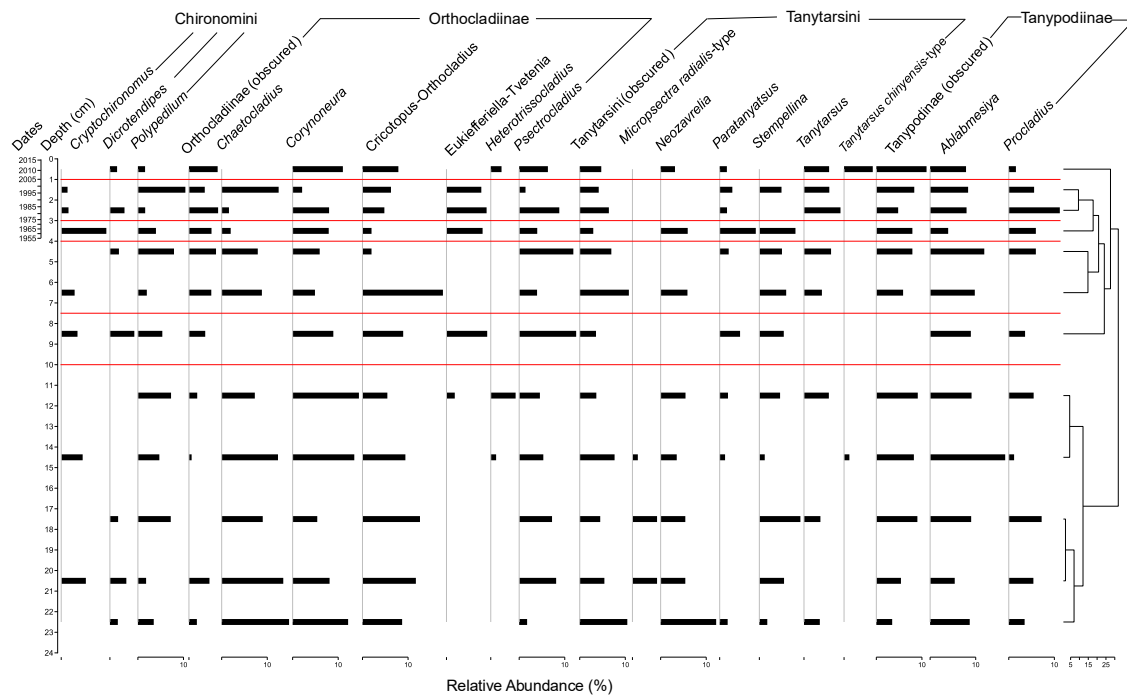 Chironomini
Orthocladiinae
Tanytarsini
Tanypodiinae
Dates
Depth (cm)
Cryptochironomus
Dicrotendipes
Polypedilum
Orthocladiinae (obscured)
Chaetocladius
Corynoneura
Cricotopus-Orthocladius
Eukiefferiella-Tvetenia
Heterotrissocladius
Psectrocladius
Tanytarsini (obscured)
Micropsectra radialis-type
Neozavrelia
Paratanyatsus
Stempellina
Tanytarsus
Tanytarsus chinyensis-type
Tanypodinae (obscured)
Ablabmesiya
Procladius
2015
2010
2005
1995
1985
1975
1965
1955
0
1
2
3
4
5
6
7
8
9
10
11
12
13
14
15
16
17
18
19
20
21
22
23
24
10 10 10 10 10 10 10 10 10 5 15 25
Relative Abundance (%)